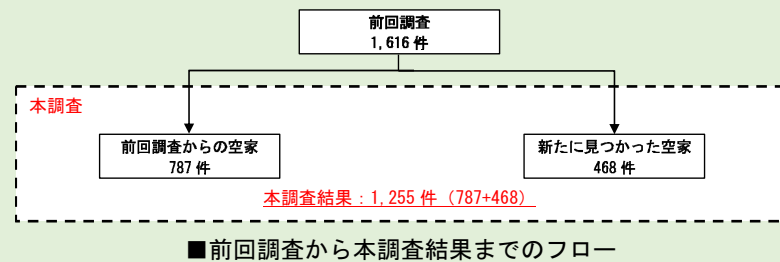 前回調査
1,616 件
本調査
前回調査からの空家
787 件
新たに見つかった空家
468 件
本調査結果：1,255 件（787+468）
■前回調査から本調査結果までのフロー